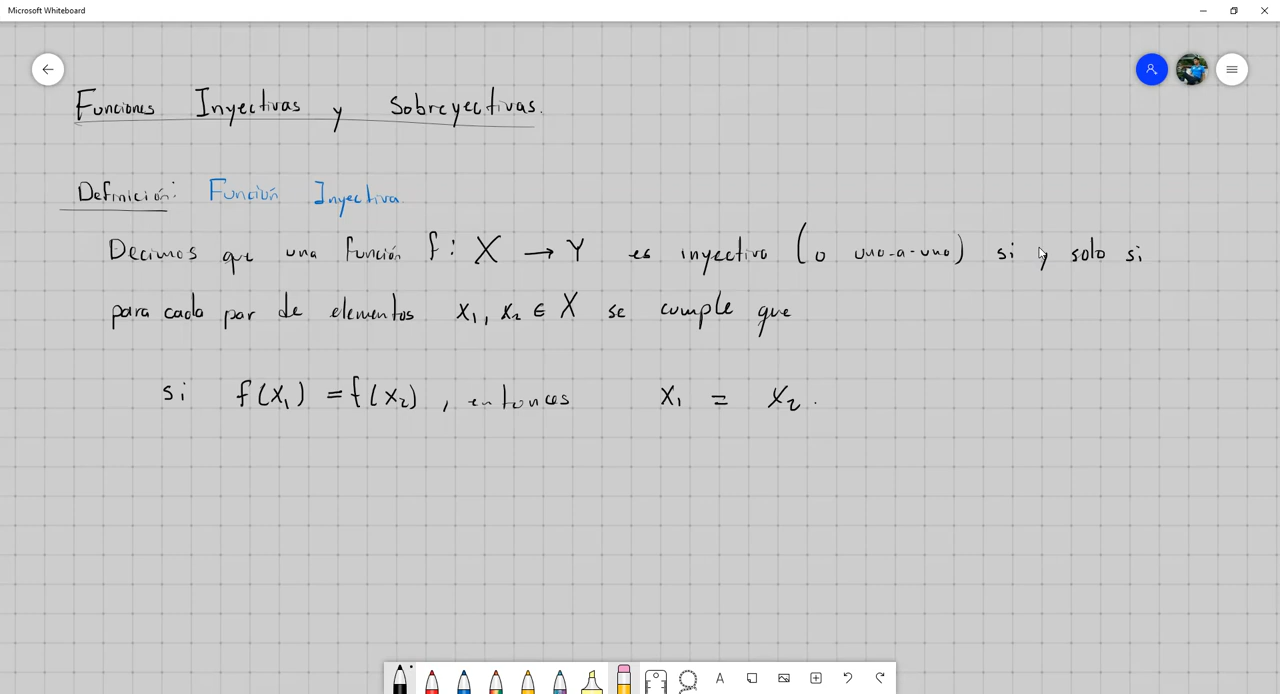 Microsoft Whiteboard
Funciones Inyectivas y Sobreyectivas.
Definición: Función Inyectiva
Decimos que una función f: X → Y es inyectiva (o uno-a-uno) si y solo si
para cada par de elementos x₁, x₂ ∈ X se cumple que
si f(x₁) = f(x₂), entonces x₁ = x₂.
A